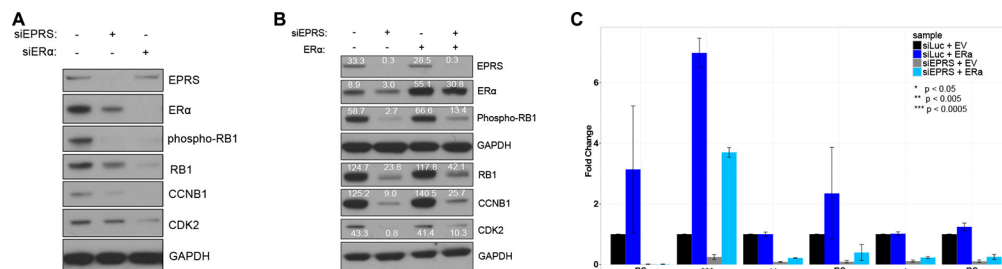 A
siEPRS: - + -
siERα: - - +
EPRS
ERα
phospho-RB1
RB1
CCNB1
CDK2
GAPDH
B
siEPRS: - + - +
ERα: - - + +
33.3 0.3 28.5 0.3 EPRS
8.9 3.0 55.1 30.8 ERα
58.7 2.7 66.6 13.4 Phospho-RB1
GAPDH
124.7 23.8 117.8 42.1 RB1
125.2 9.0 140.5 25.7 CCNB1
43.3 0.8 41.4 10.3 CDK2
GAPDH
C
Fold Change
6
4
2
0
sample
siLuc + EV
siLuc + ERa
siEPRS + EV
siEPRS + ERa
* p < 0.05
** p < 0.005
*** p < 0.0005